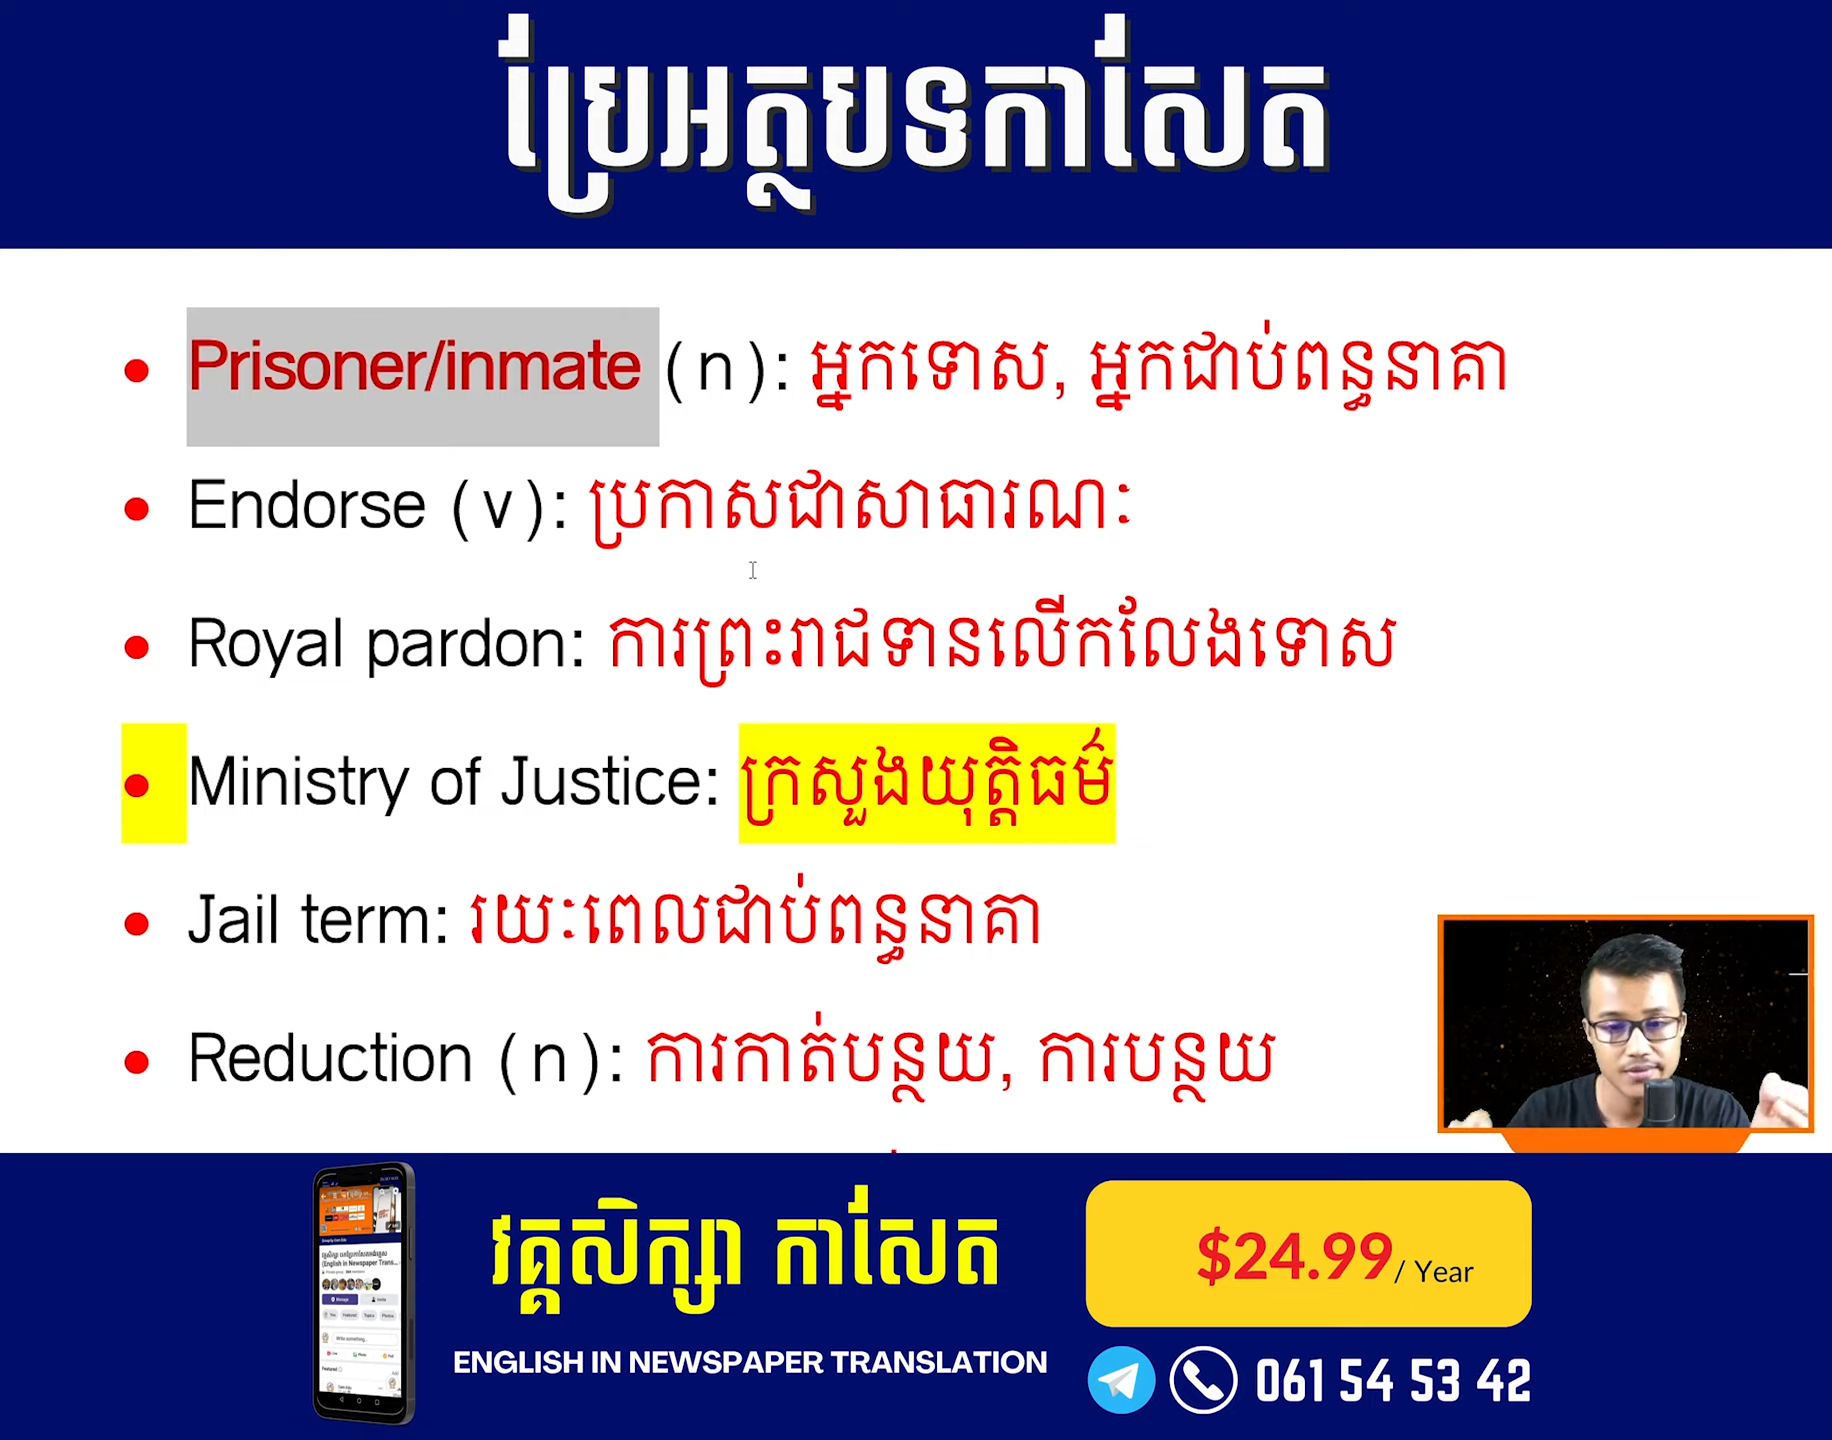 ប្រែអត្ថបទកាសែត
Prisoner/inmate (n): អ្នកទោស, អ្នកជាប់ពន្ធនាគា
Endorse (v): ប្រកាសជាសាធារណៈ
Royal pardon: ការព្រះរាជទានលើកលែងទោស
Ministry of Justice: ក្រសួងយុត្តិធម៌
Jail term: រយៈពេលជាប់ពន្ធនាគា
Reduction (n): ការកាត់បន្ថយ, ការបន្ថយ
វគ្គសិក្សា កាសែត
ENGLISH IN NEWSPAPER TRANSLATION
$24.99/ Year
061 54 53 42